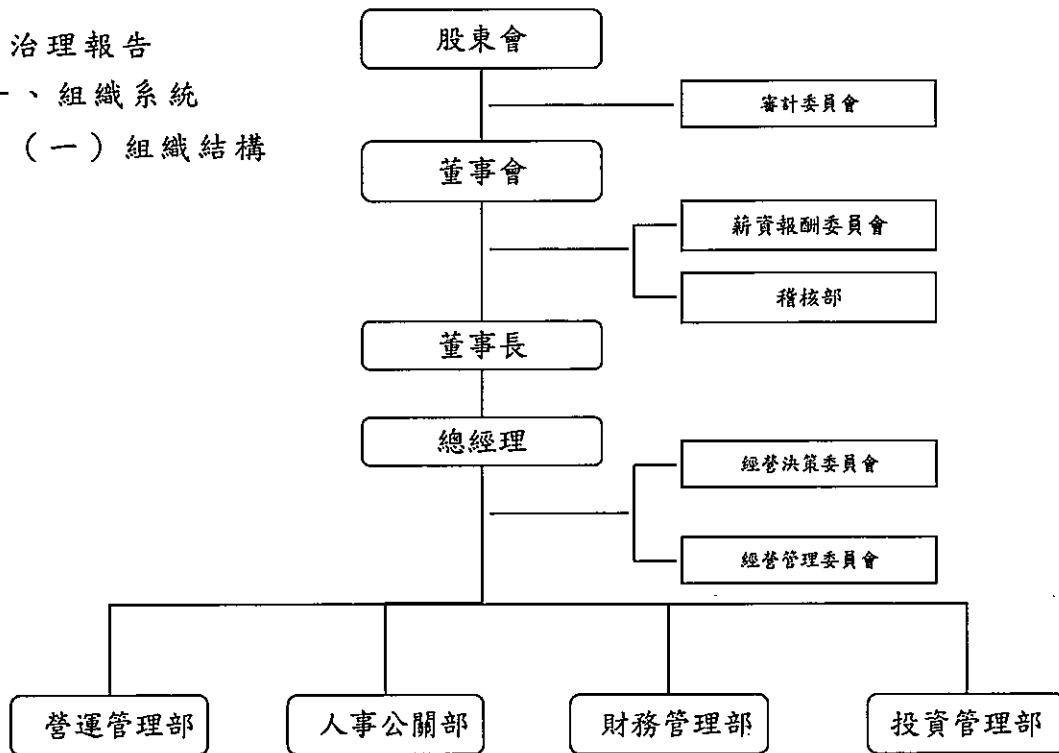 治理報告
一、組織系統
（一）組織結構
股東會
審計委員會
董事會
薪資報酬委員會
稽核部
董事長
總經理
經營決策委員會
經營管理委員會
營運管理部
人事公關部
財務管理部
投資管理部